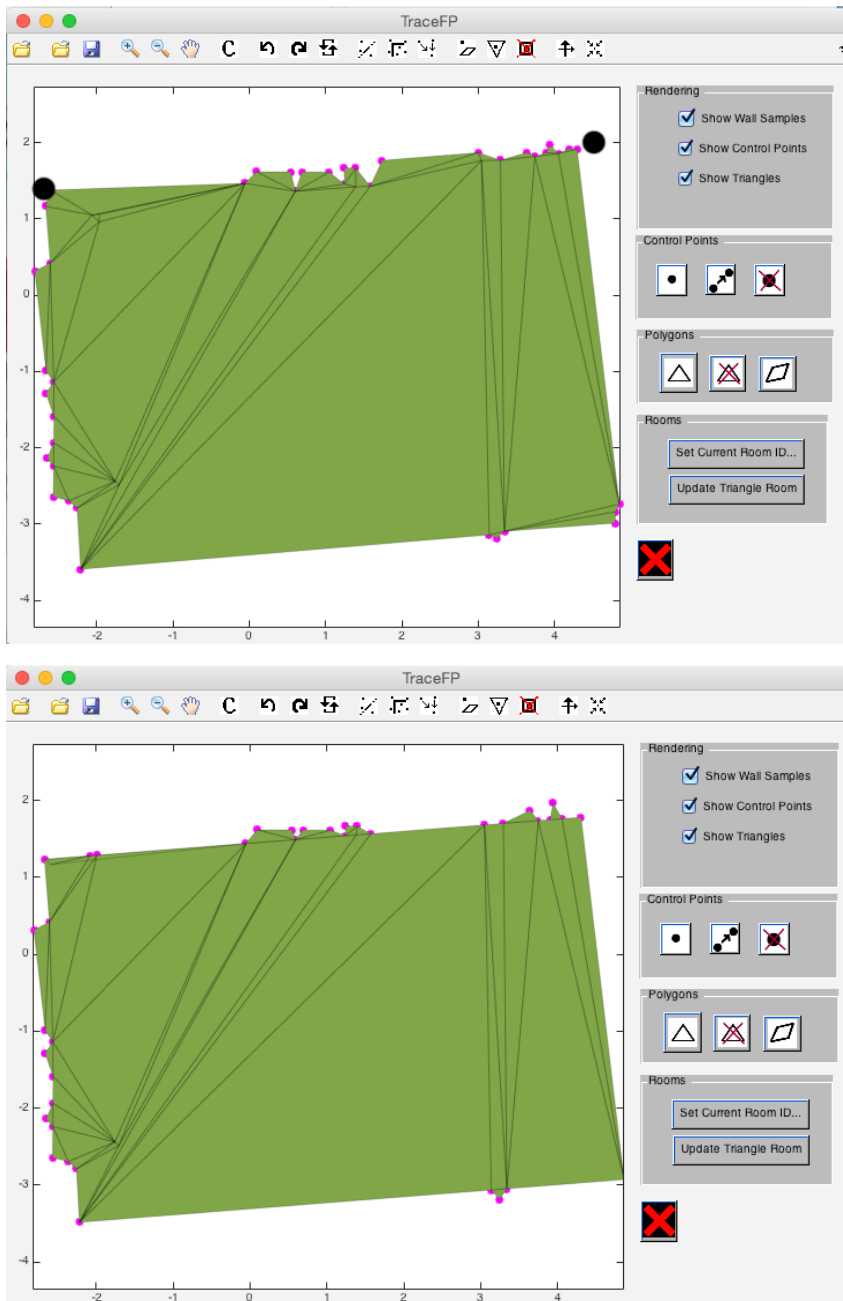 TraceFP
C
Rendering
Show Wall Samples
Show Control Points
Show Triangles
Control Points
Polygons
Rooms
Set Current Room ID...
Update Triangle Room
2
1
0
-1
-2
-3
-4
-2
-1
0
1
2
3
4
TraceFP
C
Rendering
Show Wall Samples
Show Control Points
Show Triangles
Control Points
Polygons
Rooms
Set Current Room ID...
Update Triangle Room
2
1
0
-1
-2
-3
-4
-2
-1
0
1
2
3
4